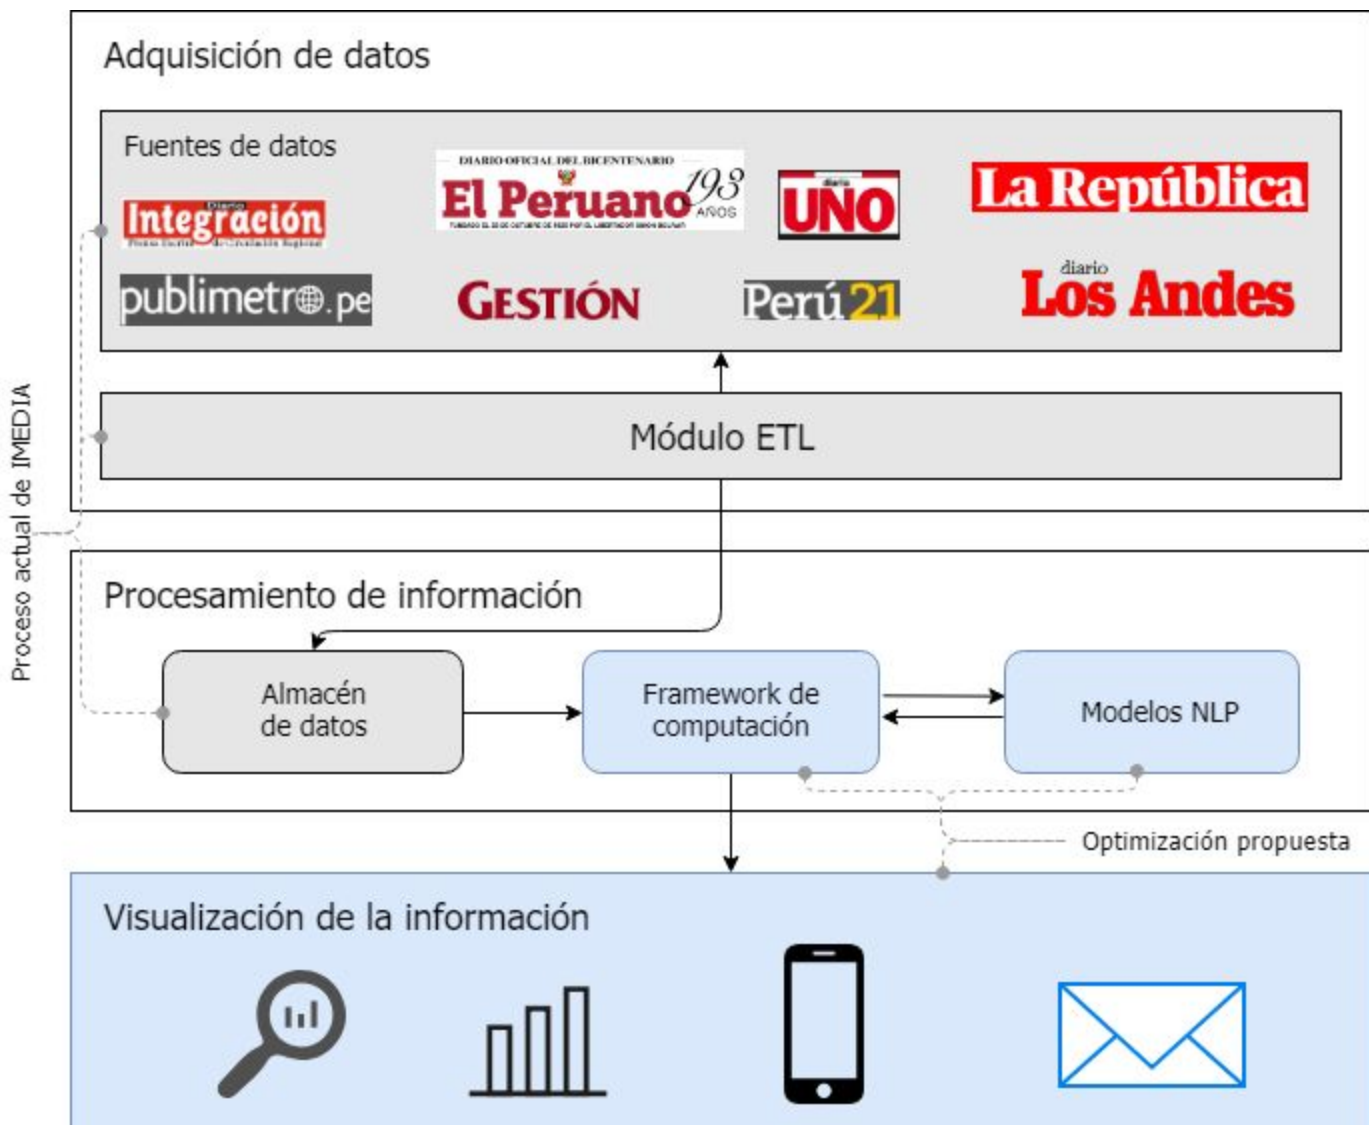 Adquisición de datos
Fuentes de datos
Diario
Integración
DIARIO OFICIAL DEL BICENTENARIO
El Peruano
193
AÑOS
diario
UNO
La República
publimetro.pe
GESTIÓN
Perú21
diario
Los Andes
Módulo ETL
Proceso actual de IMEDIA
Procesamiento de información
Almacén
de datos
Framework de
computación
Modelos NLP
Optimización propuesta
Visualización de la información